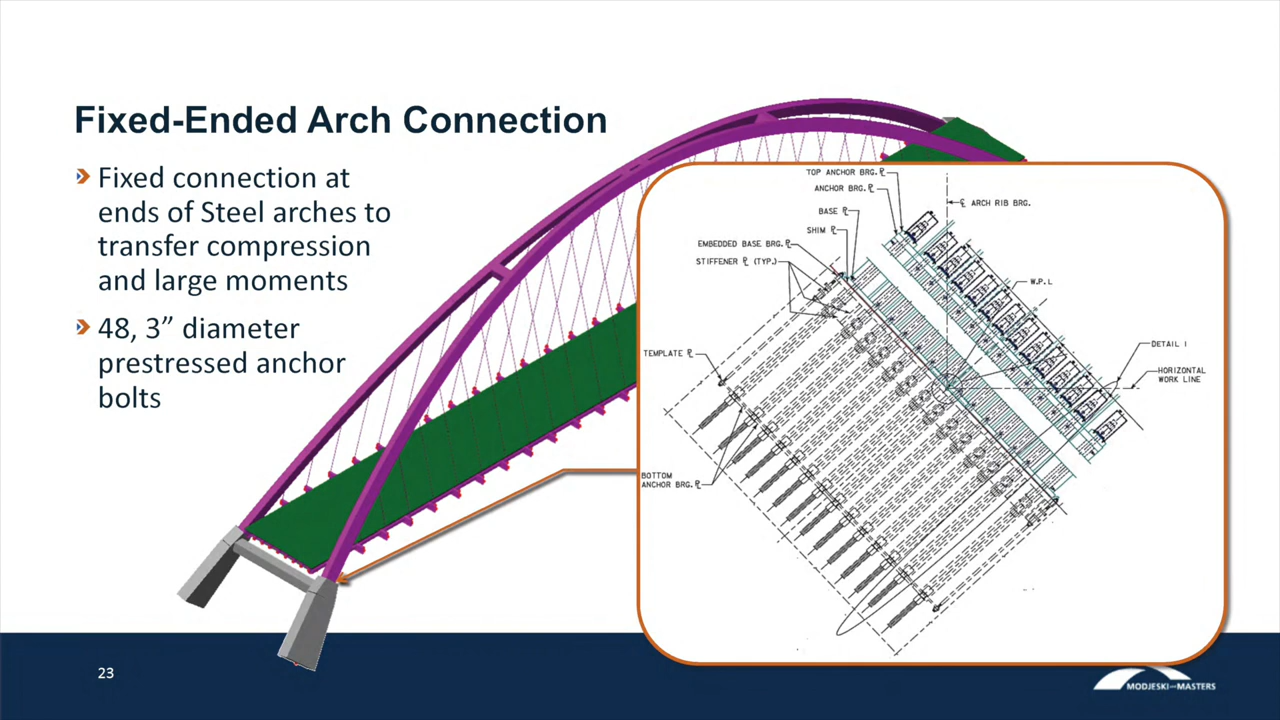 Fixed-Ended Arch Connection
Fixed connection at
ends of Steel arches to
transfer compression
and large moments
48, 3” diameter
prestressed anchor
bolts
TOP ANCHOR BRG. ℄
ANCHOR BRG. ℄
℄ ARCH RIB BRG.
BASE ℄
SHIM ℄
EMBEDDED BASE BRG. ℄
STIFFENER ℄ (TYP.)
W.P.L
DETAIL 1
HORIZONTAL
WORK LINE
TEMPLATE ℄
BOTTOM
ANCHOR BRG. ℄
23
MODJESKI AND MASTERS